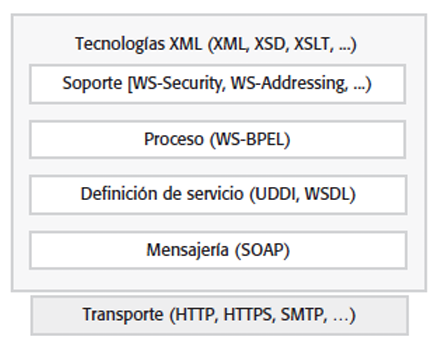 Tecnologías XML (XML, XSD, XSLT, ...)
Soporte [WS-Security, WS-Addressing, ...)
Proceso (WS-BPEL)
Definición de servicio (UDDI, WSDL)
Mensajería (SOAP)
Transporte (HTTP, HTTPS, SMTP, ...)